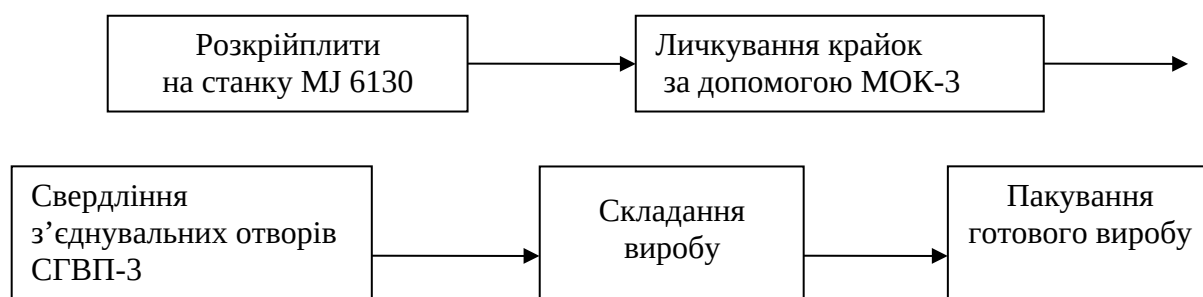 Розкрійплити
на станку MJ 6130
Личкування крайок
за допомогою МОК-3
Свердління
з’єднувальних отворів
СГВП-3
Складання
виробу
Пакування
готового виробу